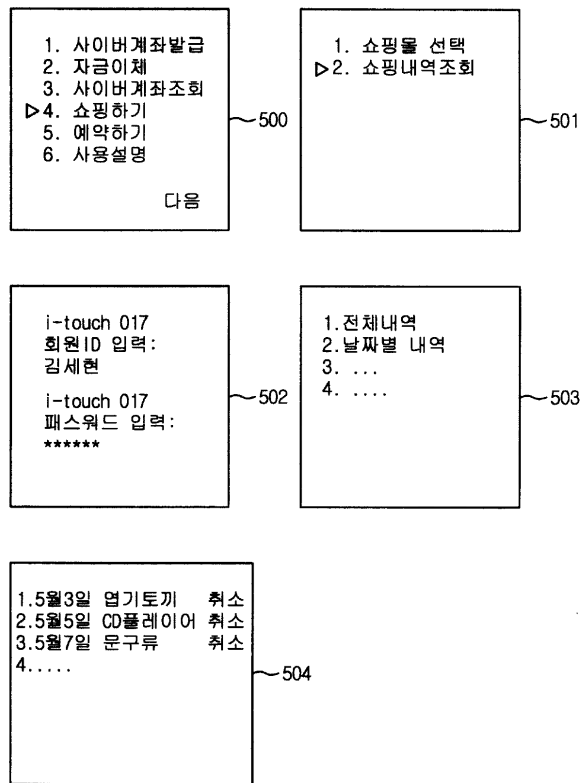 1. 사이버계좌발급
2. 자금이체
3. 사이버계좌조회
▷4. 쇼핑하기
5. 예약하기
6. 사용설명
다음
500
1. 쇼핑몰 선택
▷2. 쇼핑내역조회
501
i-touch 017
회원ID 입력:
김세현
i-touch 017
패스워드 입력:
******
502
1.전체내역
2.날짜별 내역
3. ...
4. ....
503
1.5월3일 엽기토끼 취소
2.5월5일 CD플레이어 취소
3.5월7일 문구류 취소
4.....
504